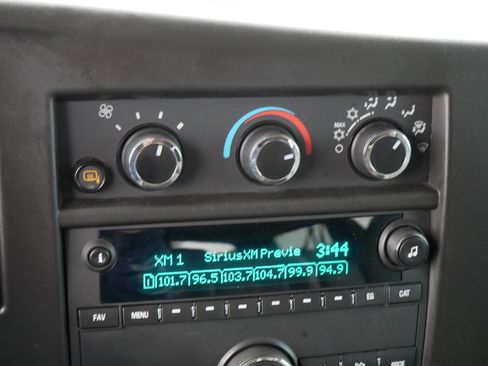 MAX
XM 1 SiriusXM Previe 3:44
1 101.7 96.5 103.7 104.7 99.9 94.9
FAV MENU EQ CAT